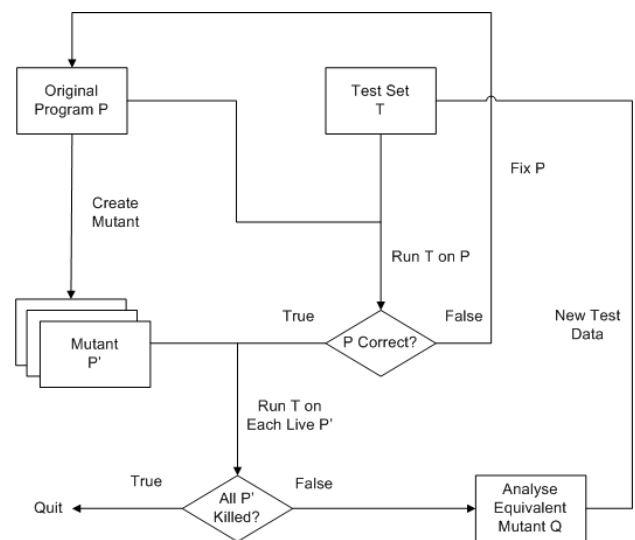 Original
Program P
Test Set
T
Fix P
Create
Mutant
Run T on P
New Test
Data
True
False
P Correct?
Mutant
P'
Run T on
Each Live P'
True
False
Quit
All P'
Killed?
Analyse
Equivalent
Mutant Q